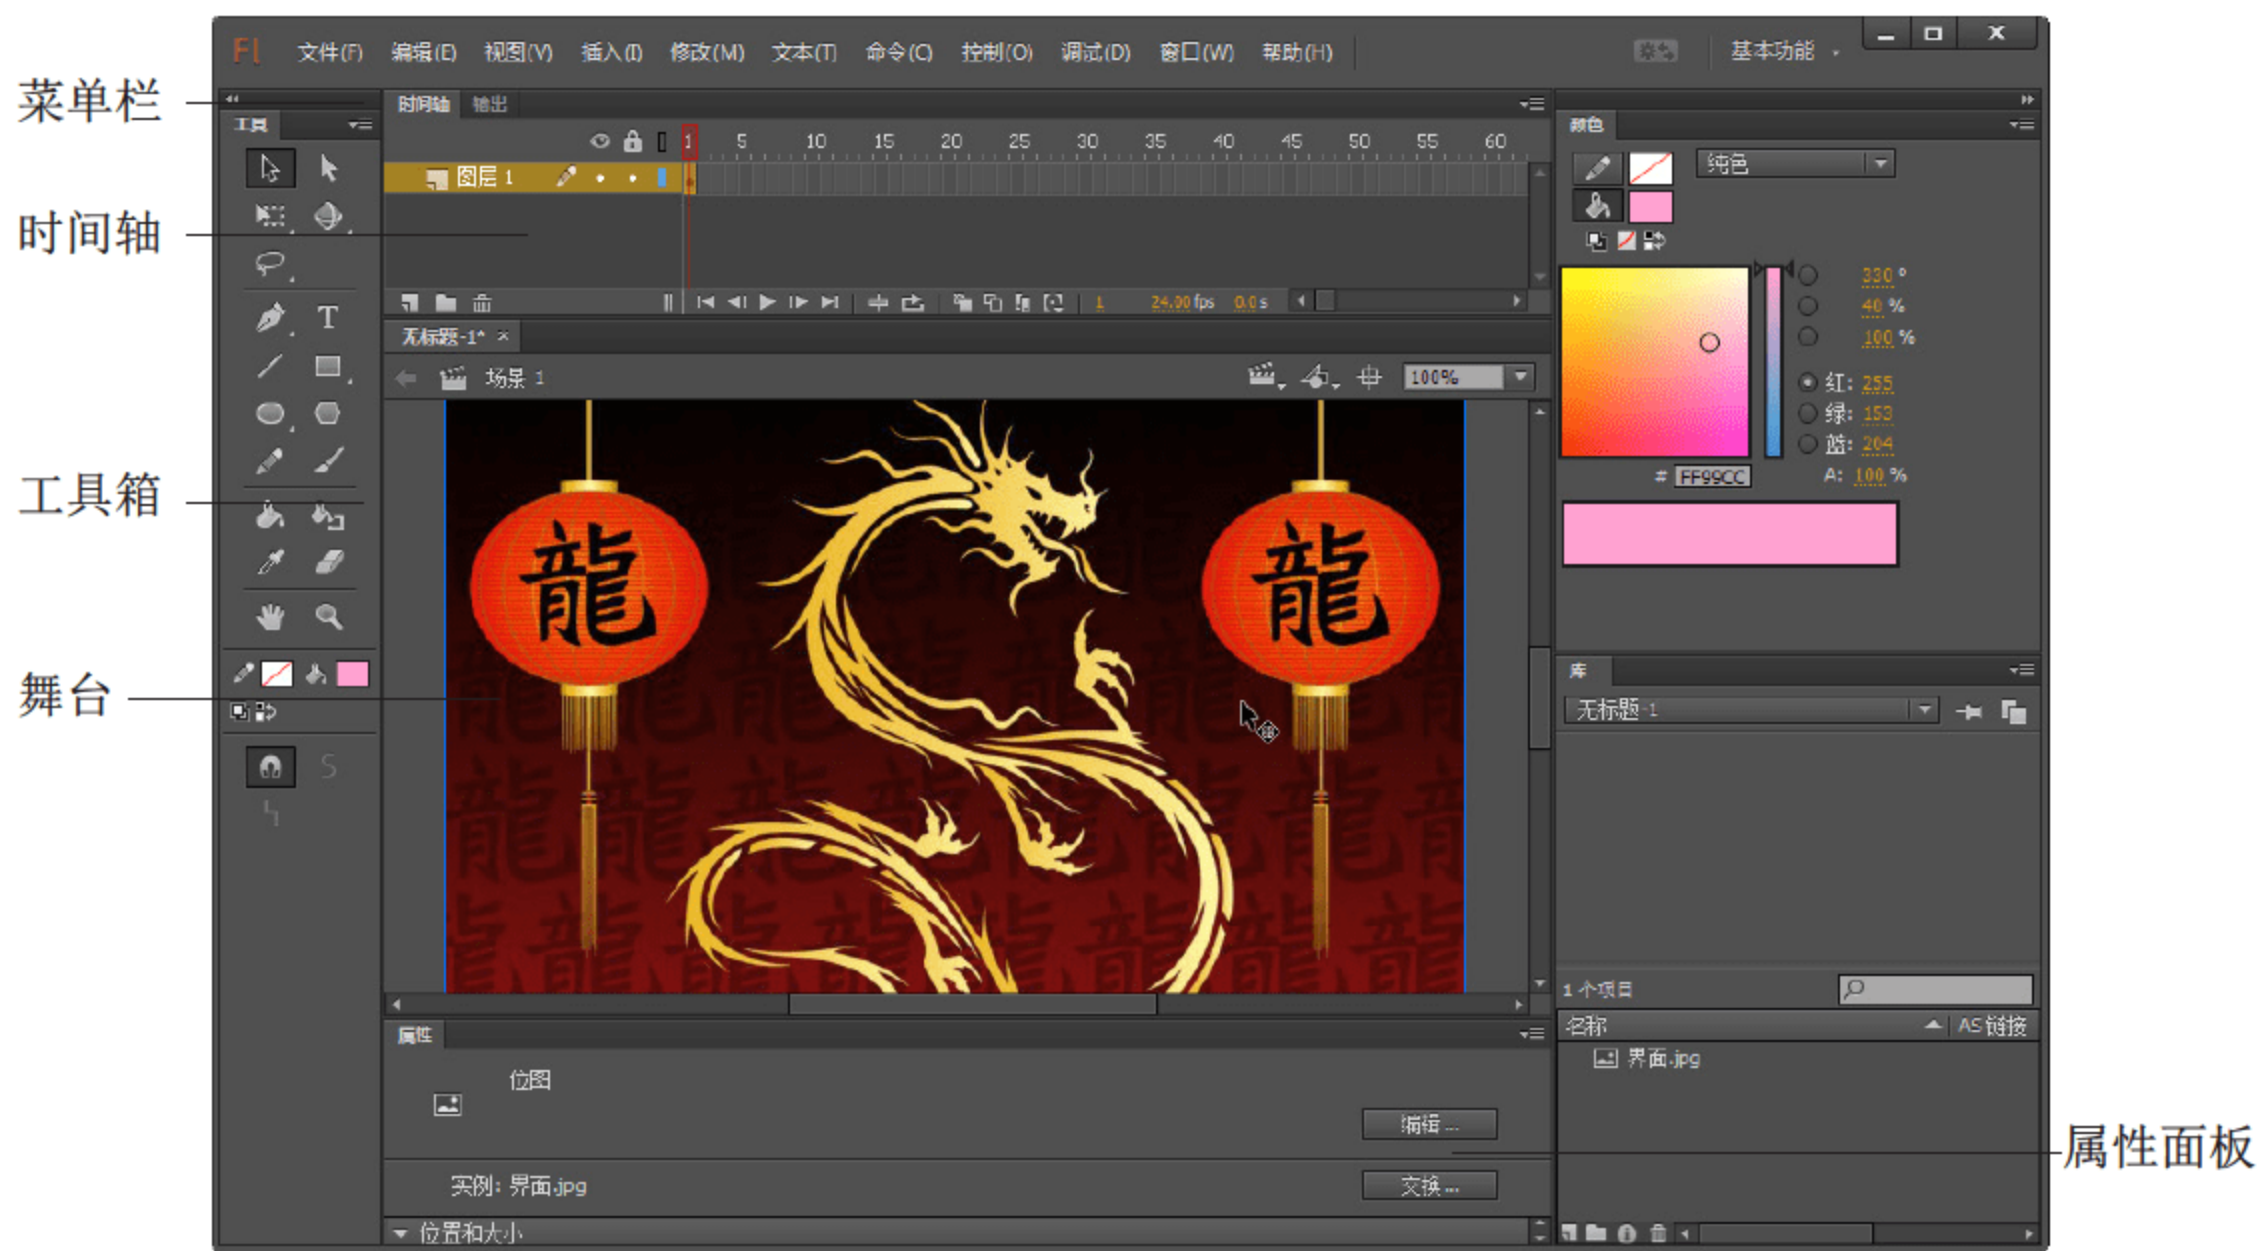 Fl 文件(F) 编辑(E) 视图(V) 插入(I) 修改(M) 文本(T) 命令(C) 控制(O) 调试(D) 窗口(W) 帮助(H) 基本功能
菜单栏
工具
时间轴 输出
颜色
1 5 10 15 20 25 30 35 40 45 50 55 60
图层 1
纯色
时间轴
1 24.00 fps 0.0 s
330 °
40 %
100 %
无标题-1* ×
场景 1
100%
红: 255
绿: 153
蓝: 204
# FF99CC
A: 100 %
工具箱
T
龍 龍
舞台
S
库
无标题-1
1 个项目
名称 AS 链接
界面.jpg
属性
位图
编辑...
属性面板
实例: 界面.jpg
交换...
位置和大小